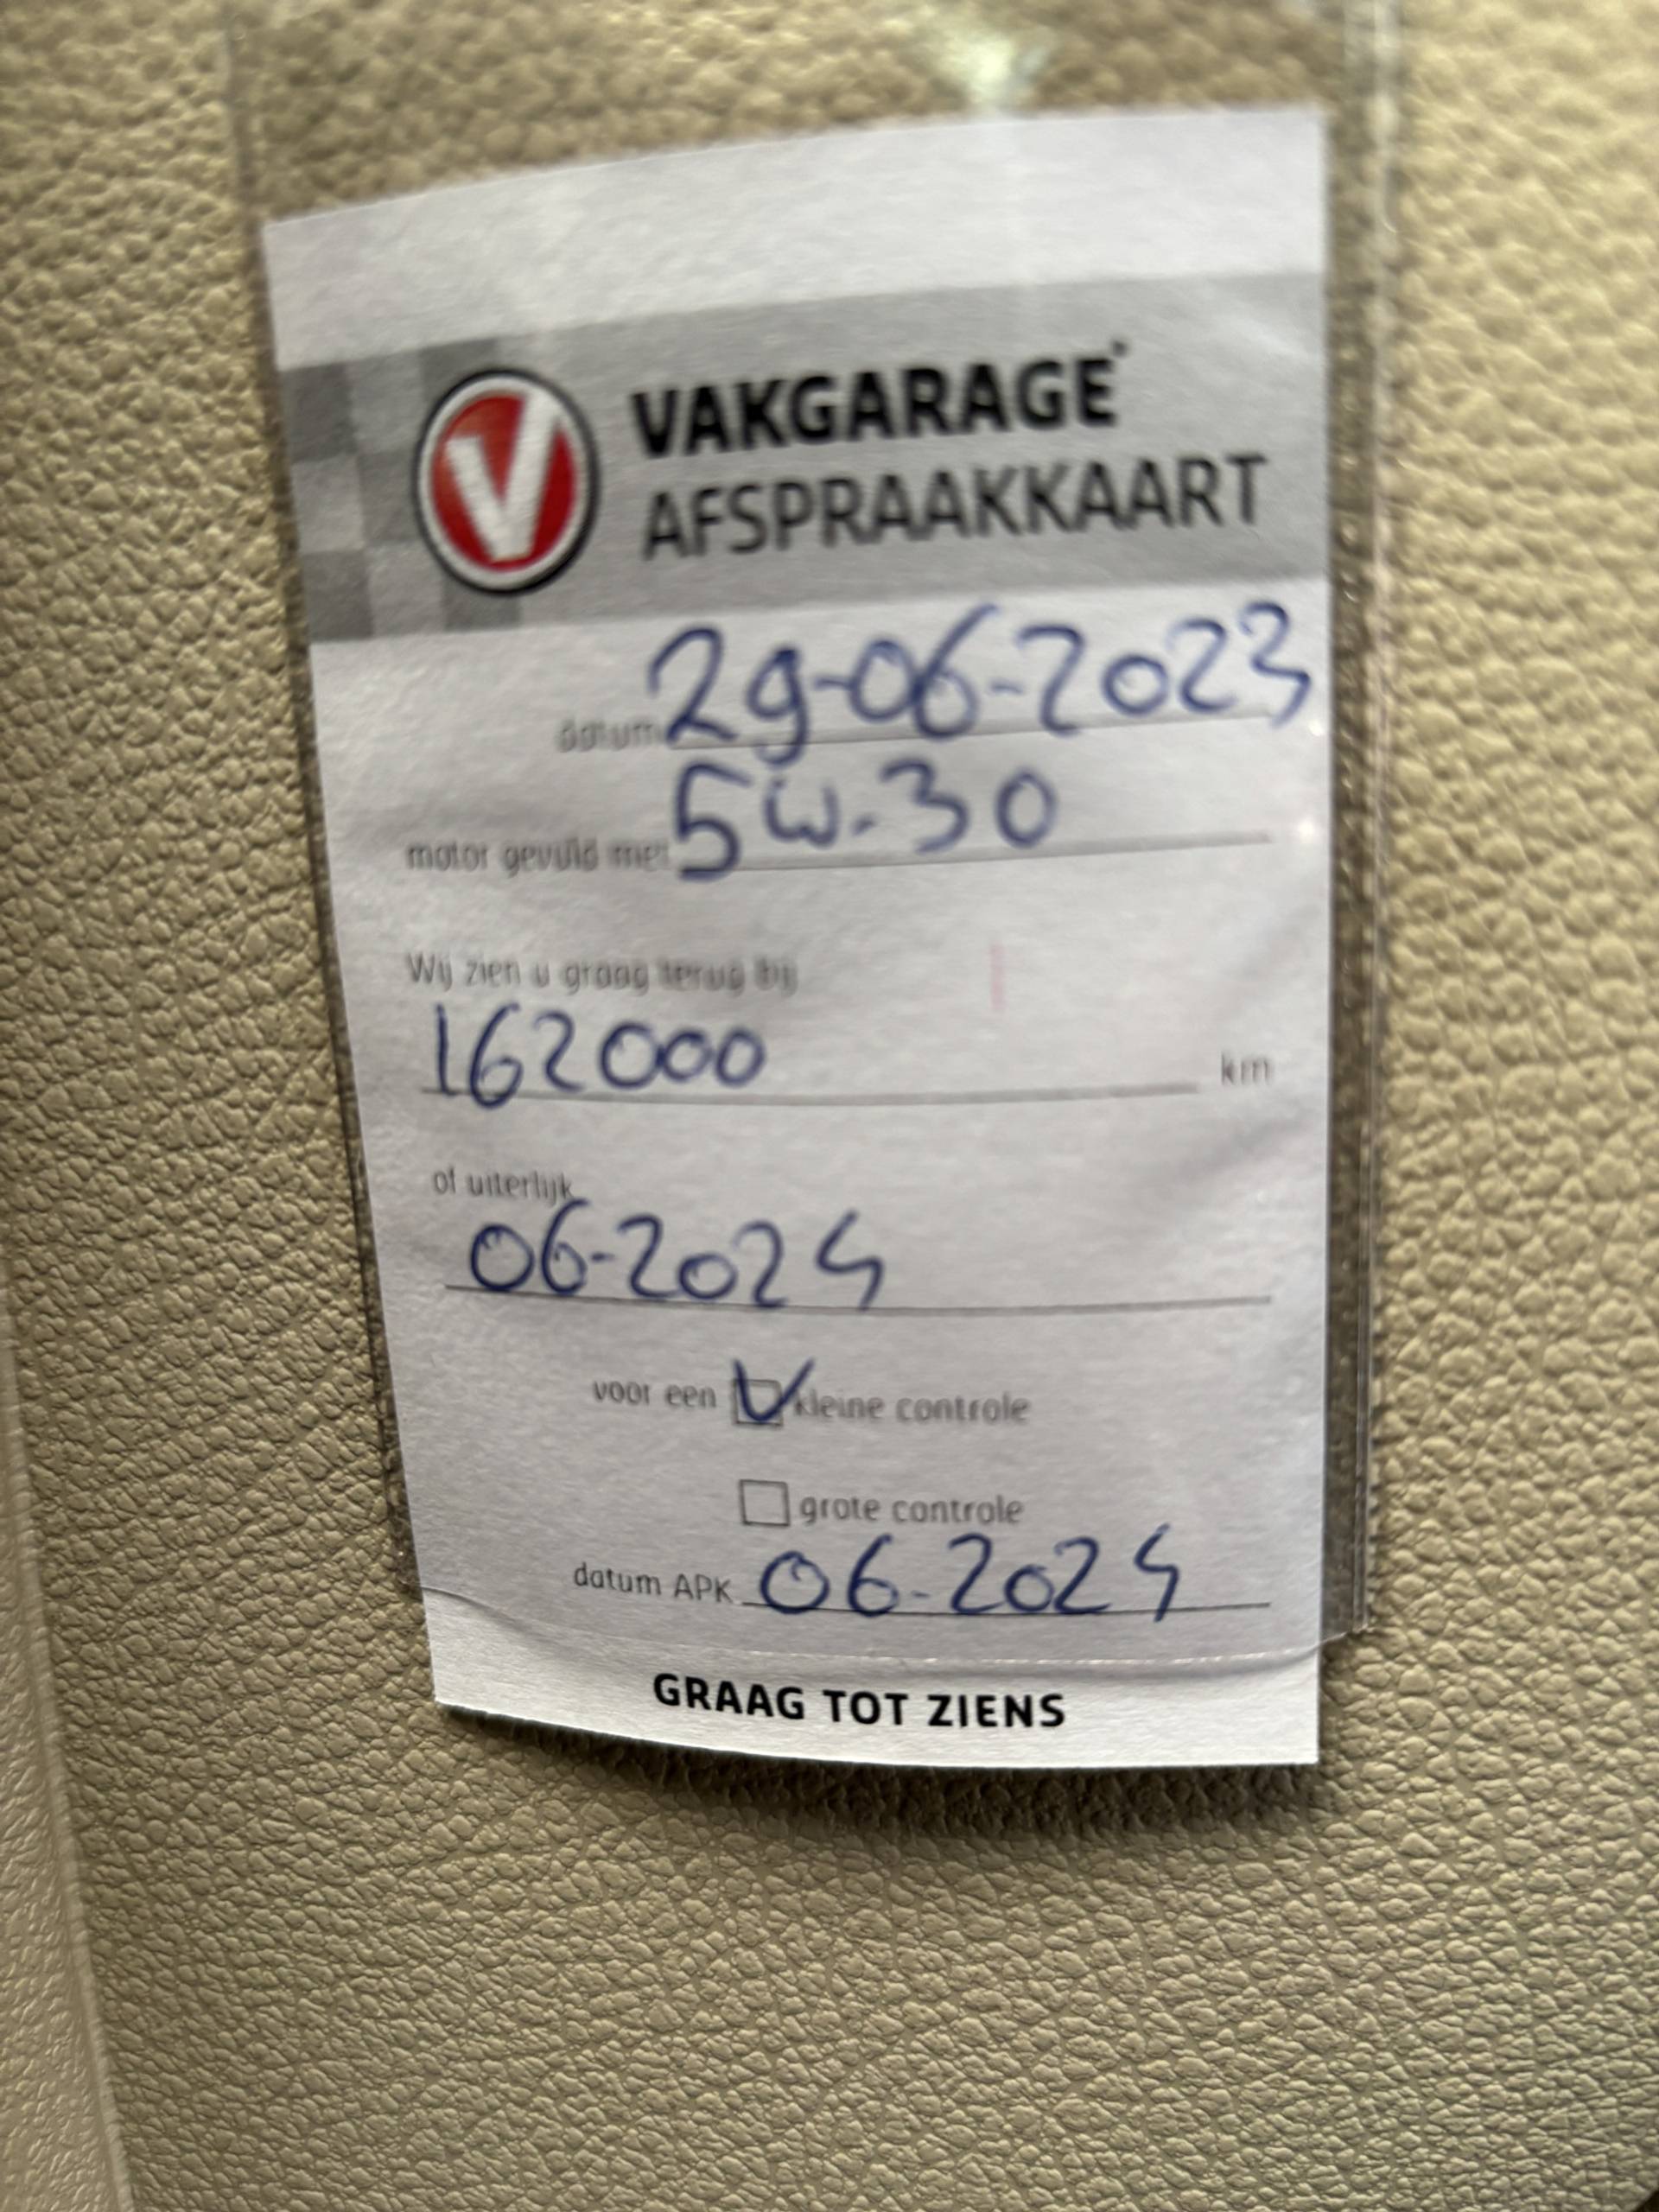 V VAKGARAGE
AFSPRAAKKAART
datum 29-06-2023
motor gevuld met 5w-30
Wij zien u graag terug bij
162000 km
of uiterlijk
06-2024
voor een kleine controle
grote controle
datum APK 06-2024
GRAAG TOT ZIENS